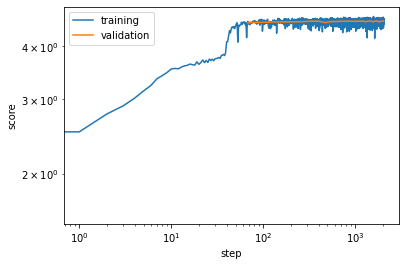 training
validation
4 × 10⁰
3 × 10⁰
2 × 10⁰
score
10⁰
10¹
10²
10³
step